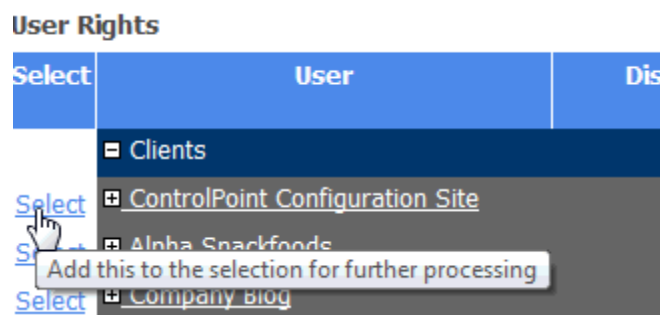 User Rights
Select User Dis
Clients
Select ControlPoint Configuration Site
Alpha Snackfoods
Add this to the selection for further processing
Select Company Blog